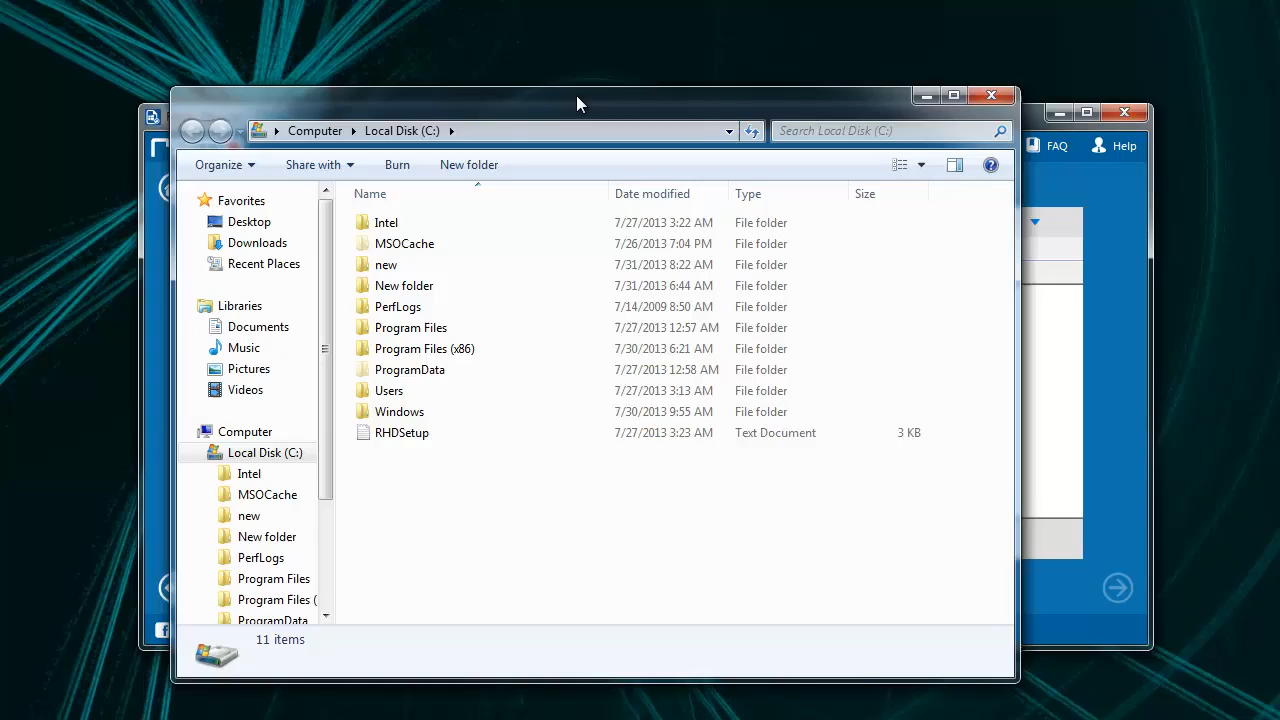 Computer Local Disk (C:) Search Local Disk (C:)
FAQ Help
Organize Share with Burn New folder
Name Date modified Type Size
Favorites
Desktop
Downloads
Recent Places
Libraries
Documents
Music
Pictures
Videos
Computer
Local Disk (C:)
Intel
MSOCache
new
New folder
PerfLogs
Program Files
Program Files (
ProgramData
Intel 7/27/2013 3:22 AM File folder
MSOCache 7/26/2013 7:04 PM File folder
new 7/31/2013 8:22 AM File folder
New folder 7/31/2013 6:44 AM File folder
PerfLogs 7/14/2009 8:50 AM File folder
Program Files 7/27/2013 12:57 AM File folder
Program Files (x86) 7/30/2013 6:21 AM File folder
ProgramData 7/27/2013 12:58 AM File folder
Users 7/27/2013 3:13 AM File folder
Windows 7/30/2013 9:55 AM File folder
RHDSetup 7/27/2013 3:23 AM Text Document 3 KB
11 items